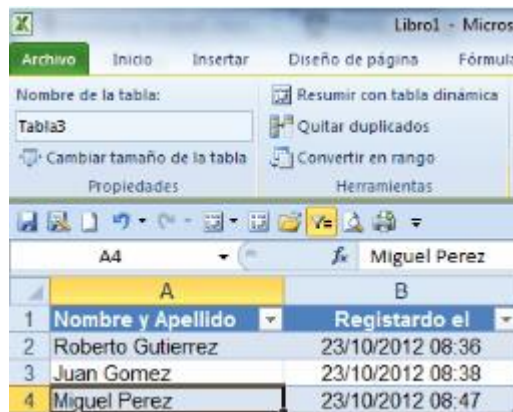 Libro1 - Micros
Archivo Inicio Insertar Diseño de página Fórmula
Nombre de la tabla: Resumir con tabla dinámica
Tabla3 Quitar duplicados
Cambiar tamaño de la tabla Convertir en rango
Propiedades Herramientas
A4 fx Miguel Perez
A B
1 Nombre y Apellido Registardo el
2 Roberto Gutierrez 23/10/2012 08:36
3 Juan Gomez 23/10/2012 08:38
4 Miguel Perez 23/10/2012 08:47